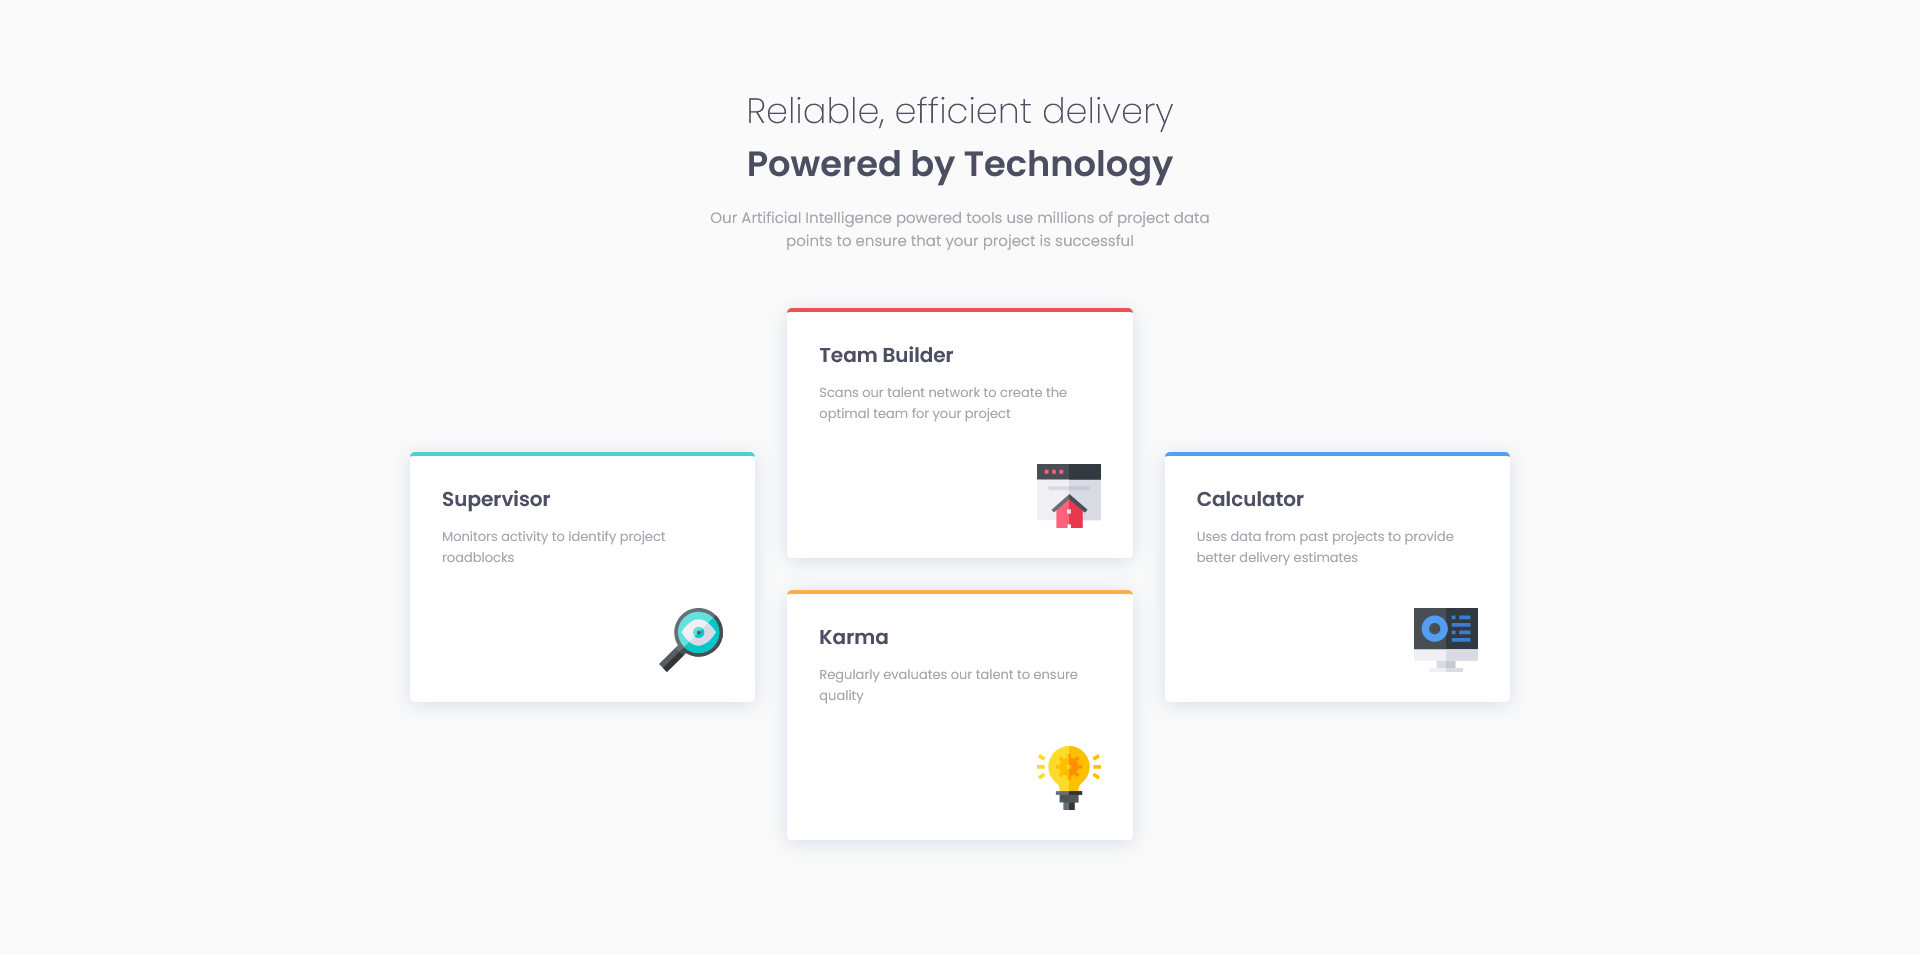 Reliable, efficient delivery
Powered by Technology
Our Artificial Intelligence powered tools use millions of project data
points to ensure that your project is successful
Supervisor
Monitors activity to identify project
roadblocks
Team Builder
Scans our talent network to create the
optimal team for your project
Karma
Regularly evaluates our talent to ensure
quality
Calculator
Uses data from past projects to provide
better delivery estimates